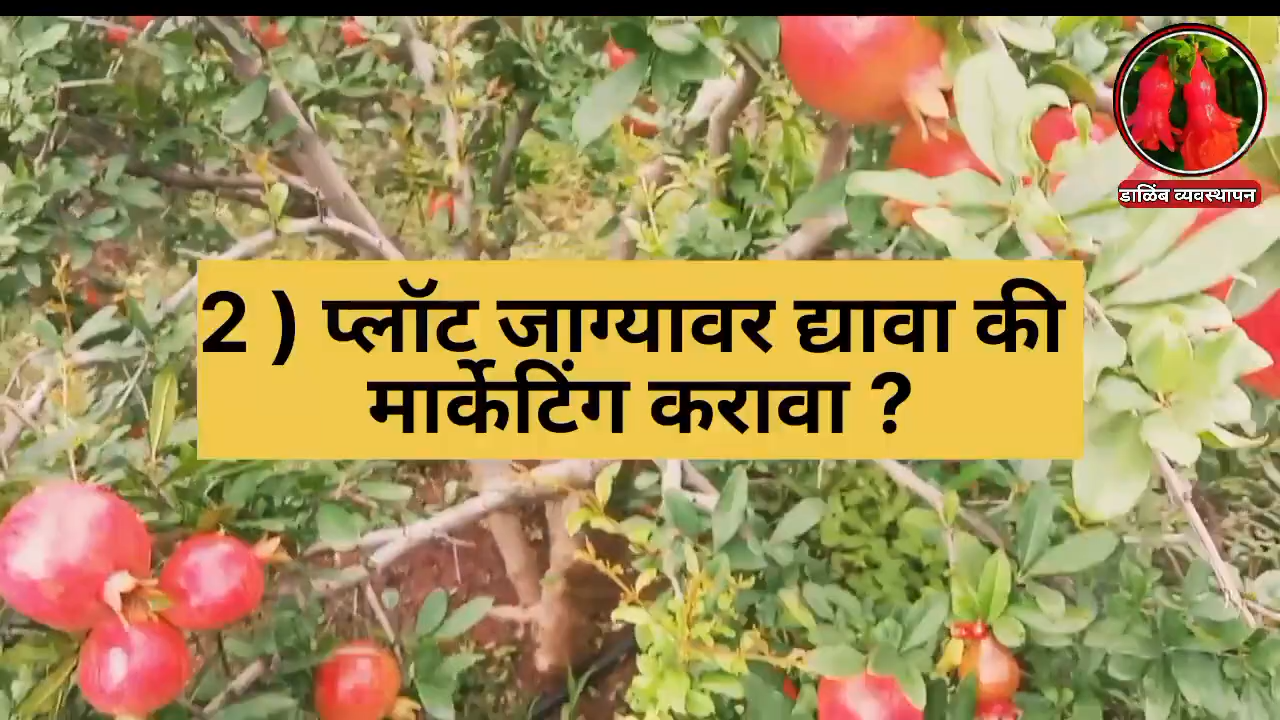 डाळिंब व्यवस्थापन
2 ) प्लॉट जाग्यावर द्यावा की
मार्केटिंग करावा ?